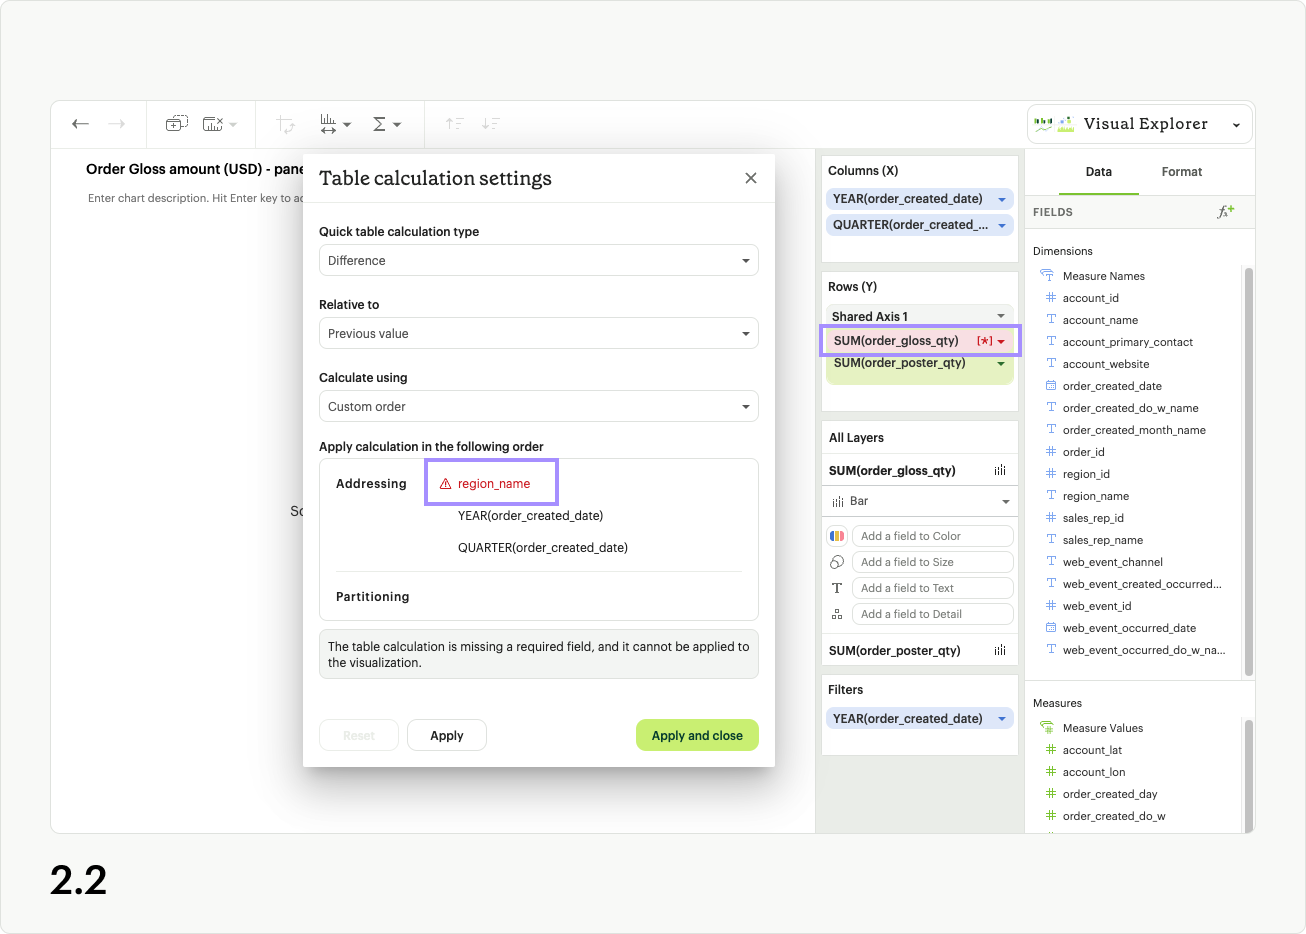 Visual Explorer
Order Gloss amount (USD) - pane
Enter chart description. Hit Enter key to ad
Sc
Table calculation settings
Quick table calculation type
Difference
Relative to
Previous value
Calculate using
Custom order
Apply calculation in the following order
Addressing
region_name
YEAR(order_created_date)
QUARTER(order_created_date)
Partitioning
The table calculation is missing a required field, and it cannot be applied to
the visualization.
Reset
Apply
Apply and close
Columns (X)
YEAR(order_created_date)
QUARTER(order_created_...
Rows (Y)
Shared Axis 1
SUM(order_gloss_qty) [*]
SUM(order_poster_qty)
All Layers
SUM(order_gloss_qty)
Bar
Add a field to Color
Add a field to Size
T Add a field to Text
Add a field to Detail
SUM(order_poster_qty)
Filters
YEAR(order_created_date)
Data Format
FIELDS
Dimensions
Measure Names
# account_id
T account_name
T account_primary_contact
T account_website
order_created_date
T order_created_do_w_name
T order_created_month_name
# order_id
# region_id
T region_name
# sales_rep_id
T sales_rep_name
T web_event_channel
T web_event_created_occurred...
# web_event_id
web_event_occurred_date
T web_event_occurred_do_w_na...
Measures
Measure Values
# account_lat
# account_lon
# order_created_day
# order_created_do_w
2.2